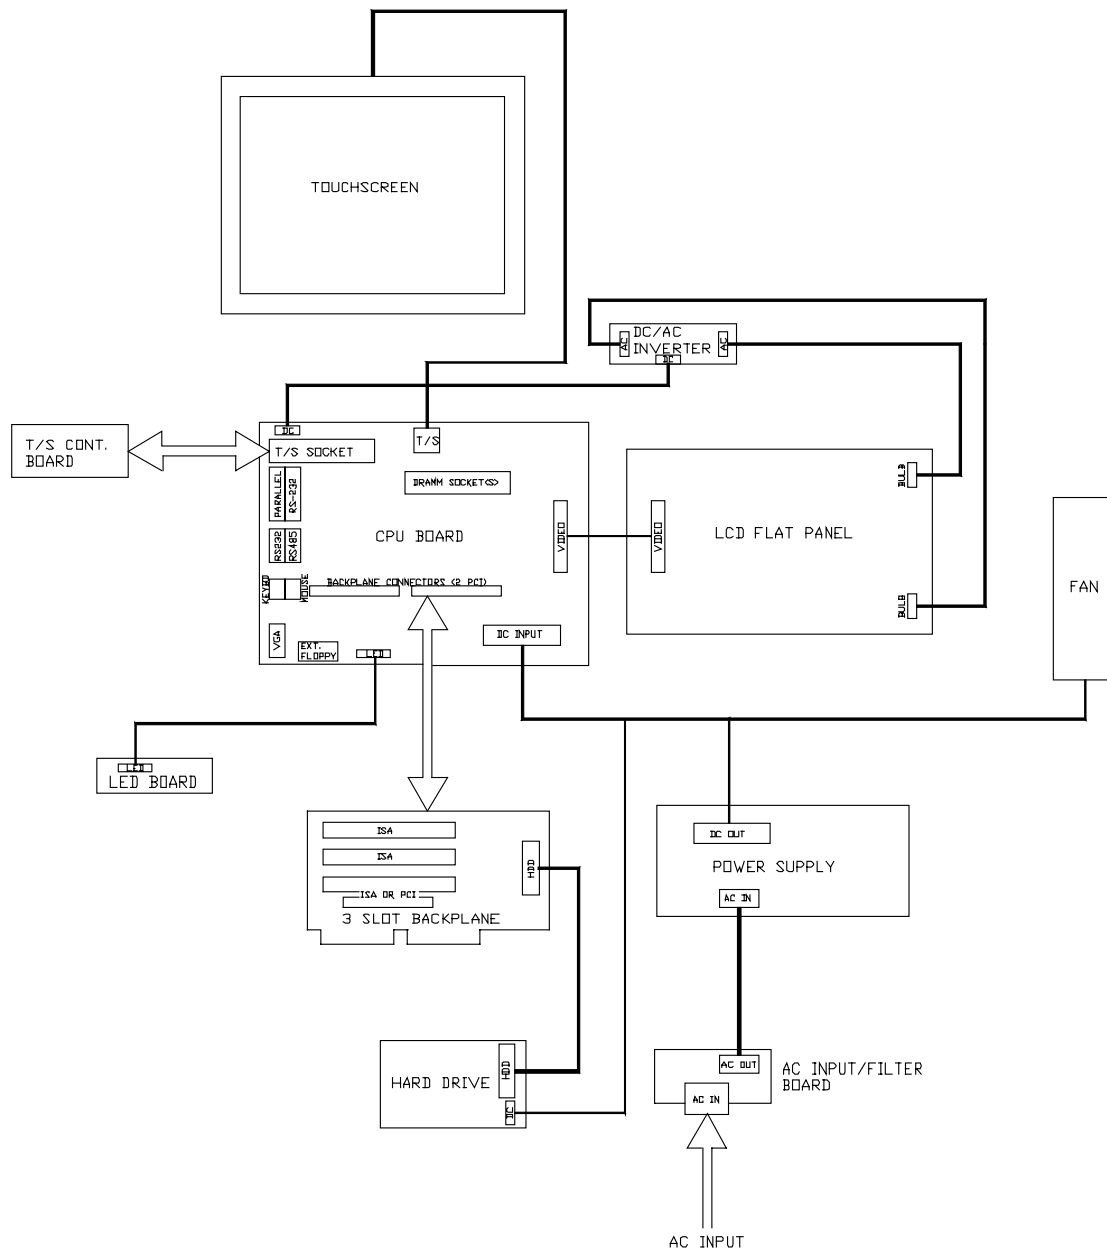 TOUCHSCREEN
DC/AC
INVERTER
AC
AC
DC
T/S CONT.
BOARD
DC
T/S SOCKET
T/S
PARALLEL
RS-232
DRAMM SOCKET(S)
RS232
RS485
CPU BOARD
VIDEO
VIDEO
LCD FLAT PANEL
BULB
BULB
FAN
KEYBD
MOUSE
BACKPLANE CONNECTORS (2 PCI)
VGA
EXT.
FLOPPY
LED
DC INPUT
LED
LED BOARD
ISA
ISA
ISA OR PCI
HDD
3 SLOT BACKPLANE
DC OUT
POWER SUPPLY
AC IN
HARD DRIVE
HDD
DC
AC OUT
AC IN
AC INPUT/FILTER
BOARD
AC INPUT